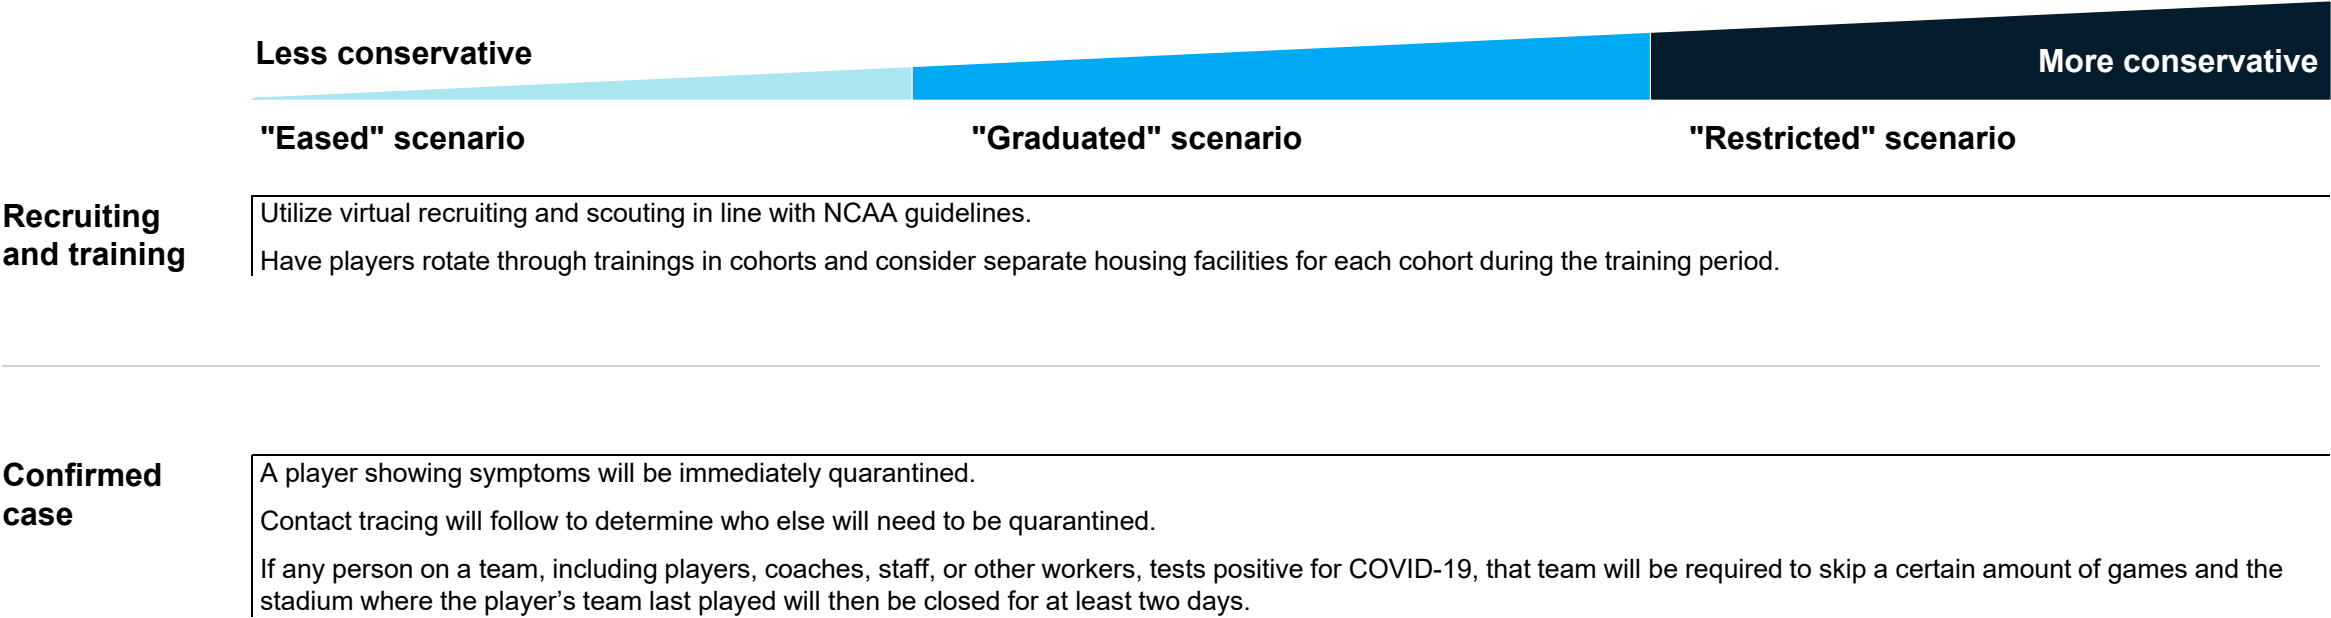 Less conservative
More conservative
"Eased" scenario
"Graduated" scenario
"Restricted" scenario
Recruiting
and training
Utilize virtual recruiting and scouting in line with NCAA guidelines.
Have players rotate through trainings in cohorts and consider separate housing facilities for each cohort during the training period.
Confirmed
case
A player showing symptoms will be immediately quarantined.
Contact tracing will follow to determine who else will need to be quarantined.
If any person on a team, including players, coaches, staff, or other workers, tests positive for COVID-19, that team will be required to skip a certain amount of games and the
stadium where the player’s team last played will then be closed for at least two days.